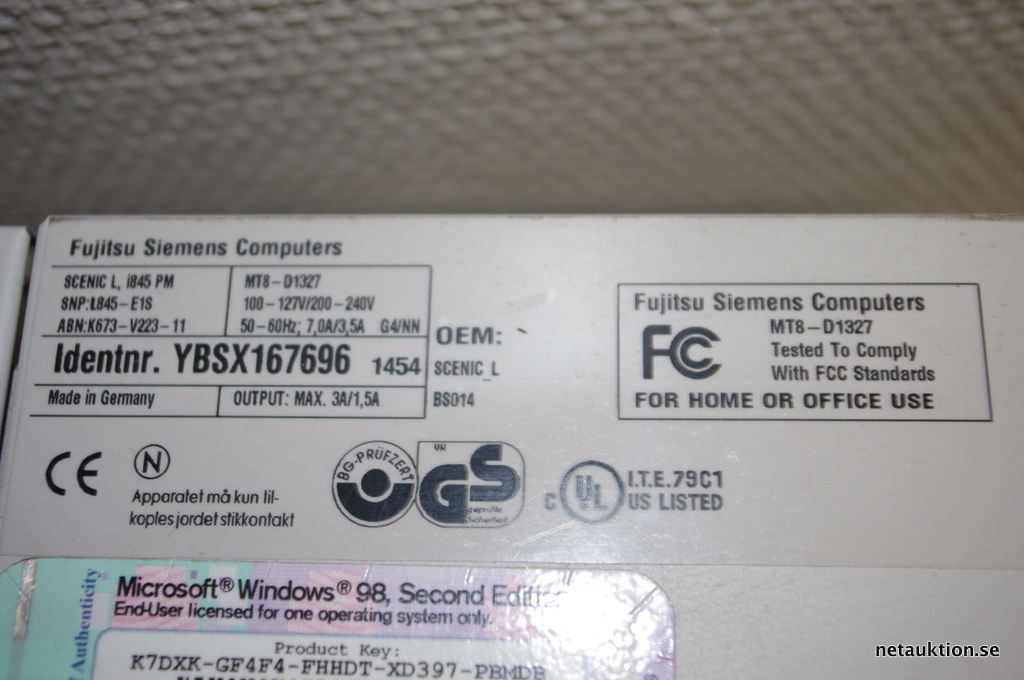 Fujitsu Siemens Computers
SCENIC L, i845 PM
SNP:L845-E1S
ABN:K673-V223-11
MT8-D1327
100-127V/200-240V
50-60Hz; 7,0A/3,5A G4/NN
Identnr. YBSX167696 1454
Made in Germany
OUTPUT: MAX. 3A/1,5A
OEM:
SCENIC_L
BS014
Fujitsu Siemens Computers
FC
MT8-D1327
Tested To Comply
With FCC Standards
FOR HOME OR OFFICE USE
CE
N
Apparatet må kun til-
koples jordet stikkontakt
BG-PRÜFZERT
GS
geprüfte
Sicherheit
C UL
I.T.E.79C1
US LISTED
Authenticity
Microsoft® Windows® 98, Second
End-User licensed for one operating system only.
Product Key:
K7DXK-GF4F4-FHHDT-XD397-PBMDB
netauktion.se